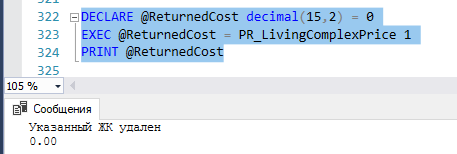 321
322 DECLARE @ReturnedCost decimal(15,2) = 0
323 EXEC @ReturnedCost = PR_LivingComplexPrice 1
324 PRINT @ReturnedCost
325
105 %
Сообщения
Указанный ЖК удален
0.00